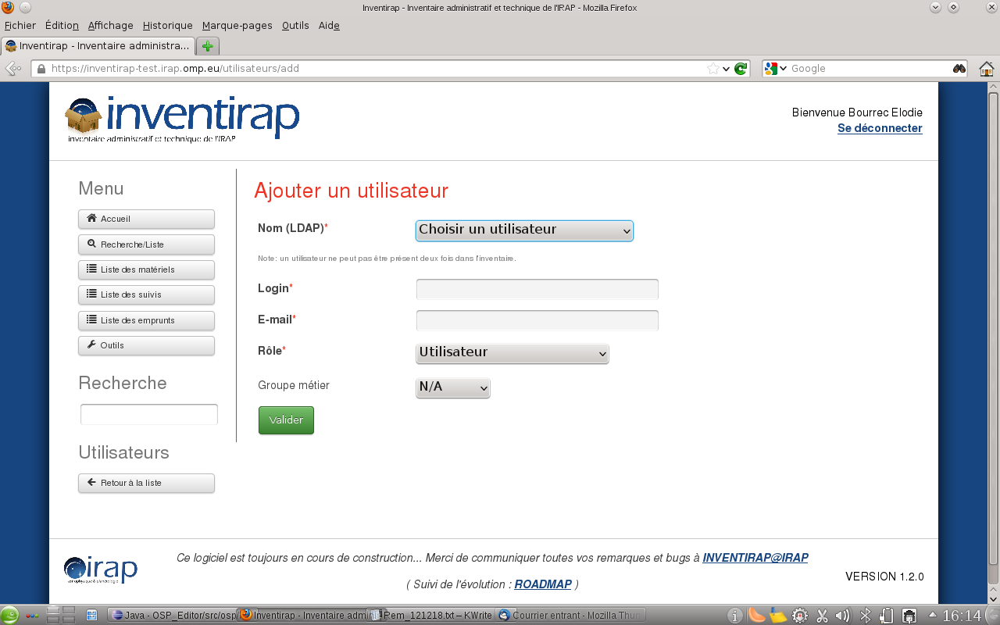 Inventirap - Inventaire administratif et technique de l'IRAP - Mozilla Firefox
Fichier Édition Affichage Historique Marque-pages Outils Aide
Inventirap - Inventaire administra...
https://inventirap-test.irap.omp.eu/utilisateurs/add
Google
inventirap
inventaire administratif et technique de l'IRAP
Bienvenue Bourrec Elodie
Se déconnecter
Menu
Accueil
Recherche/Liste
Liste des matériels
Liste des suivis
Liste des emprunts
Outils
Recherche
Utilisateurs
Retour à la liste
Ajouter un utilisateur
Nom (LDAP)* Choisir un utilisateur
Note: un utilisateur ne peut pas être présent deux fois dans l'inventaire.
Login*
E-mail*
Rôle* Utilisateur
Groupe métier N/A
Valider
irap
astrophysique & planétologie
Ce logiciel est toujours en cours de construction... Merci de communiquer toutes vos remarques et bugs à INVENTIRAP@IRAP
( Suivi de l'évolution : ROADMAP )
VERSION 1.2.0
Java - OSP_Editor/src/osp/ Inventirap - Inventaire admin Rem_121218.txt – KWrite Courrier entrant - Mozilla Thun
16:14